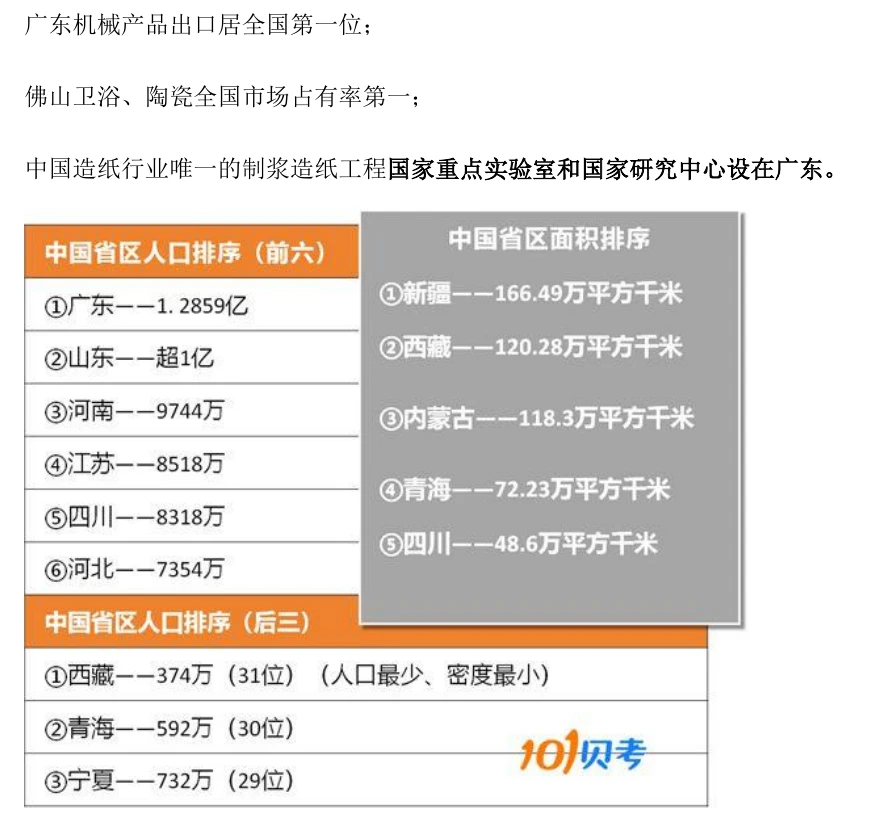 广东机械产品出口居全国第一位；
佛山卫浴、陶瓷全国市场占有率第一；
中国造纸行业唯一的制浆造纸工程国家重点实验室和国家研究中心设在广东。
中国省区人口排序（前六）
①广东——1.2859亿
②山东——超1亿
③河南——9744万
④江苏——8518万
⑤四川——8318万
⑥河北——7354万
中国省区面积排序
①新疆——166.49万平方千米
②西藏——120.28万平方千米
③内蒙古——118.3万平方千米
④青海——72.23万平方千米
⑤四川——48.6万平方千米
中国省区人口排序（后三）
①西藏——374万（31位）（人口最少、密度最小）
②青海——592万（30位）
③宁夏——732万（29位）
101贝考